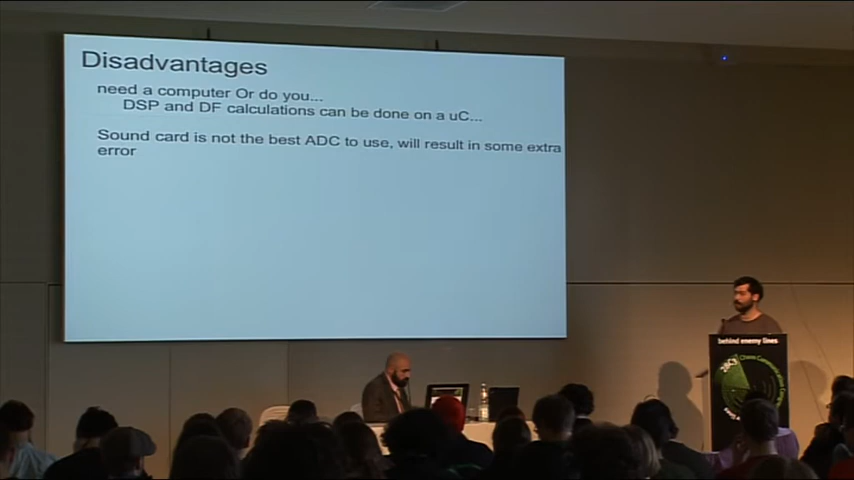 Disadvantages
need a computer Or do you...
DSP and DF calculations can be done on a uC...
Sound card is not the best ADC to use, will result in some extra
error
behind enemy lines